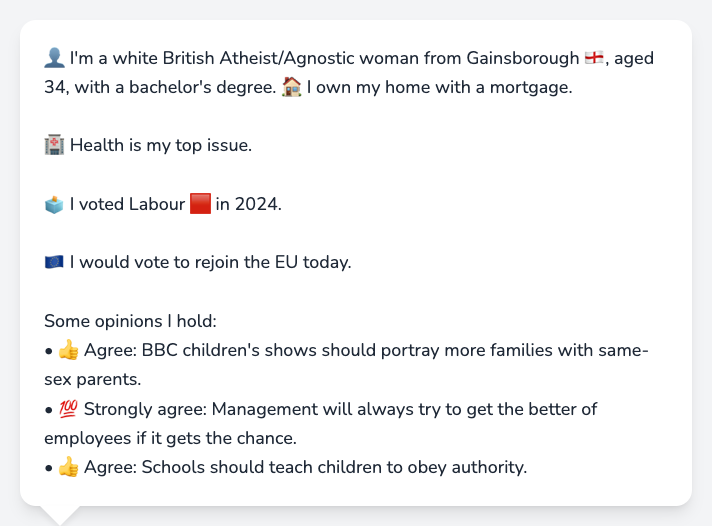 👤 I'm a white British Atheist/Agnostic woman from Gainsborough 🏴󠁧󠁢󠁥󠁮󠁧󠁿, aged
34, with a bachelor's degree. 🏠 I own my home with a mortgage.
🏥 Health is my top issue.
🗳️ I voted Labour 🟥 in 2024.
🇪🇺 I would vote to rejoin the EU today.
Some opinions I hold:
• 👍 Agree: BBC children's shows should portray more families with same-
sex parents.
• 💯 Strongly agree: Management will always try to get the better of
employees if it gets the chance.
• 👍 Agree: Schools should teach children to obey authority.